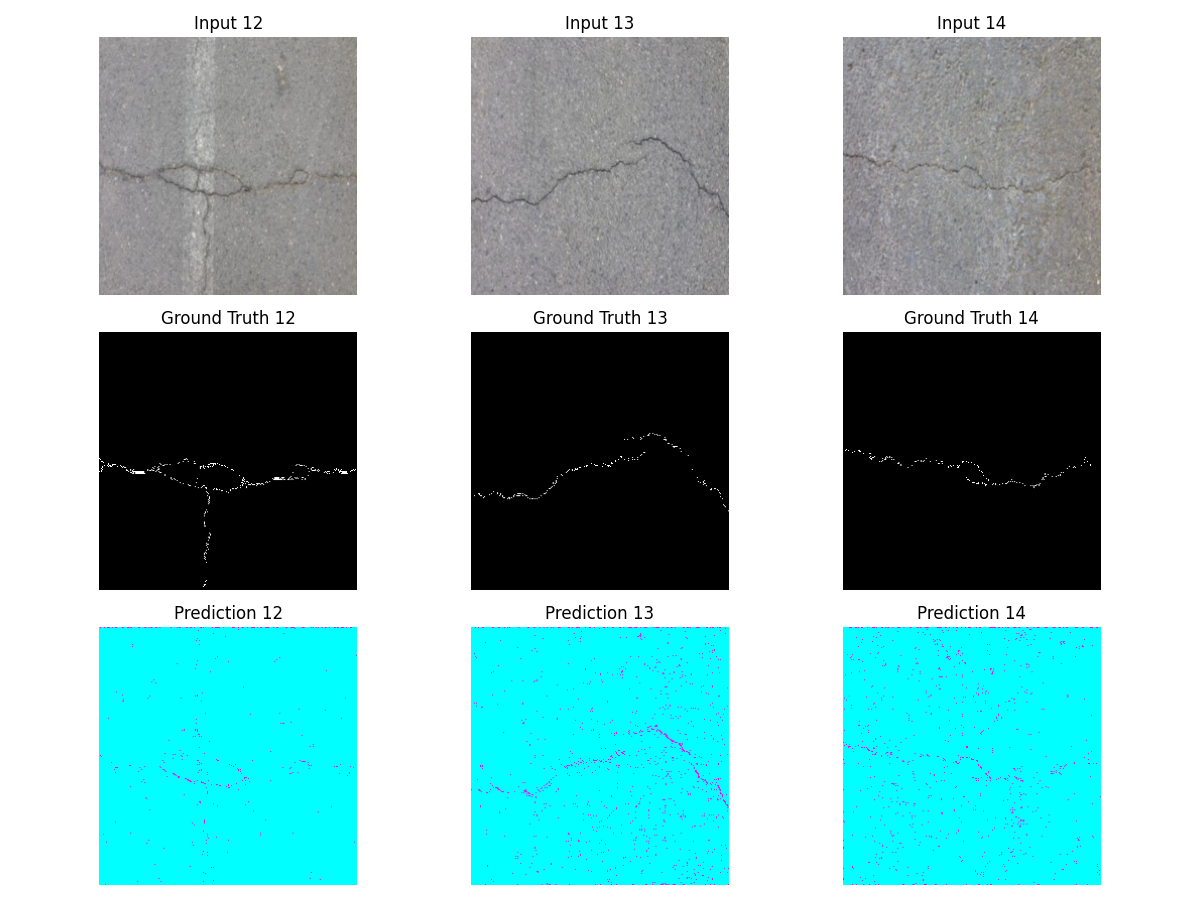 Input 12
Input 13
Input 14
Ground Truth 12
Ground Truth 13
Ground Truth 14
Prediction 12
Prediction 13
Prediction 14